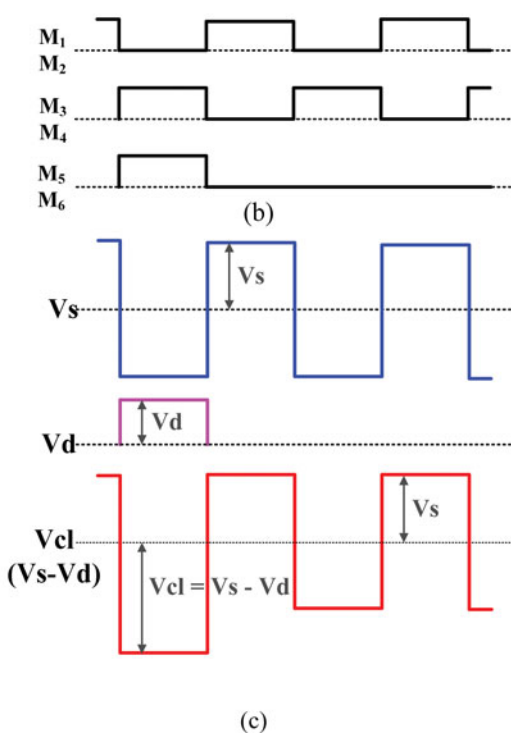 M₁
M₂
M₃
M₄
M₅
M₆
(b)
Vs
Vs
Vd
Vd
Vs
Vcl
(Vs-Vd)
Vcl = Vs - Vd
(c)